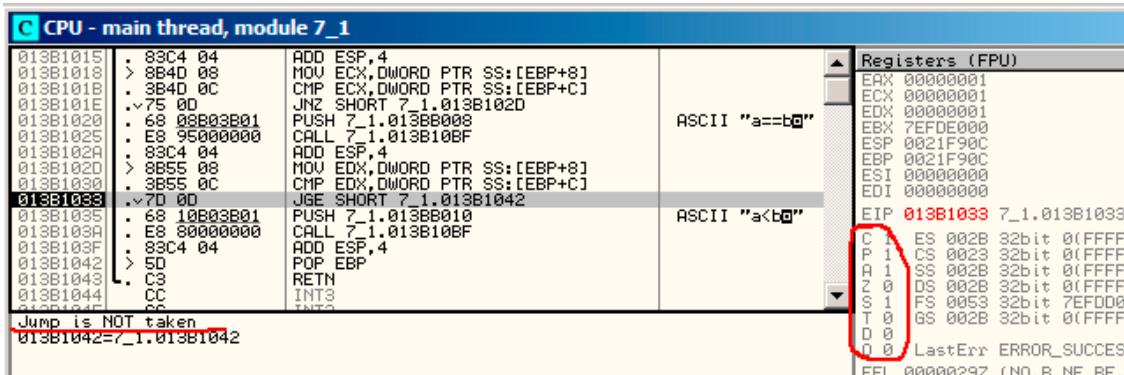 CPU - main thread, module 7_1
013B1015 . 83C4 04 ADD ESP,4
013B1018 > 8B4D 08 MOV ECX,DWORD PTR SS:[EBP+8]
013B101B . 3B4D 0C CMP ECX,DWORD PTR SS:[EBP+C]
013B101E .v75 0D JNZ SHORT 7_1.013B102D
013B1020 . 68 08B03B01 PUSH 7_1.013BB008 ASCII "a==b"
013B1025 . E8 95000000 CALL 7_1.013B10BF
013B102A . 83C4 04 ADD ESP,4
013B102D > 8B55 08 MOV EDX,DWORD PTR SS:[EBP+8]
013B1030 . 3B55 0C CMP EDX,DWORD PTR SS:[EBP+C]
013B1033 .v7D 0D JGE SHORT 7_1.013B1042
013B1035 . 68 10B03B01 PUSH 7_1.013BB010 ASCII "a<b"
013B103A . E8 80000000 CALL 7_1.013B10BF
013B103F . 83C4 04 ADD ESP,4
013B1042 > 5D POP EBP
013B1043 . C3 RETN
013B1044 CC INT3
Jump is NOT taken
013B1042=7_1.013B1042
Registers (FPU)
EAX 00000001
ECX 00000001
EDX 00000001
EBX 7EFDE000
ESP 0021F90C
EBP 0021F90C
ESI 00000000
EDI 00000000
EIP 013B1033 7_1.013B1033
C 1 ES 002B 32bit 0(FFFF
P 1 CS 0023 32bit 0(FFFF
A 1 SS 002B 32bit 0(FFFF
Z 0 DS 002B 32bit 0(FFFF
S 1 FS 0053 32bit 7EFDD0
T 0 GS 002B 32bit 0(FFFF
D 0
O 0 LastErr ERROR_SUCCES
EFL 00000297 (NO,B,NE,BE,